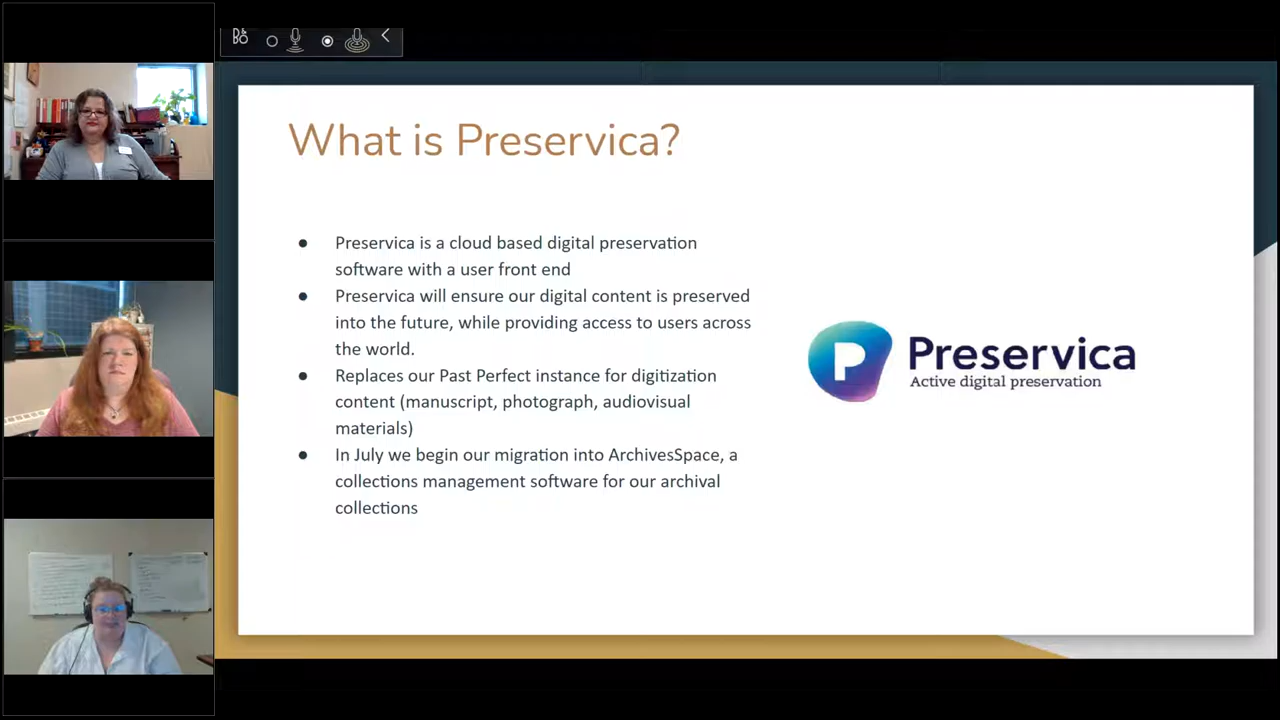 What is Preservica?
● Preservica is a cloud based digital preservation
software with a user front end
● Preservica will ensure our digital content is preserved
into the future, while providing access to users across
the world.
● Replaces our Past Perfect instance for digitization
content (manuscript, photograph, audiovisual
materials)
● In July we begin our migration into ArchivesSpace, a
collections management software for our archival
collections
P
Preservica
Active digital preservation